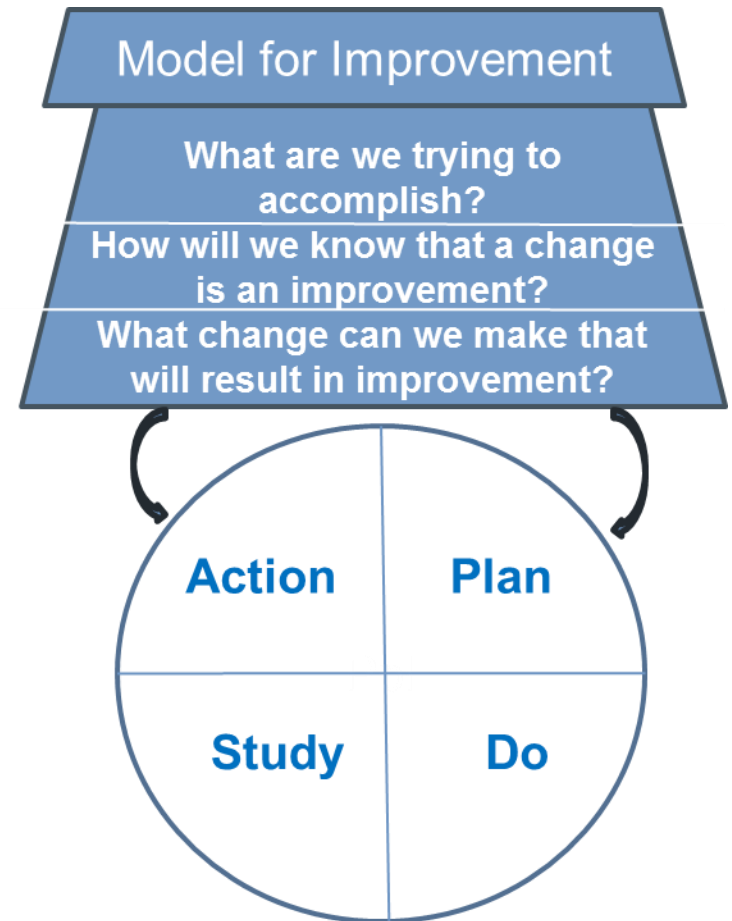 Model for Improvement
What are we trying to
accomplish?
How will we know that a change
is an improvement?
What change can we make that
will result in improvement?
Action
Plan
Study
Do